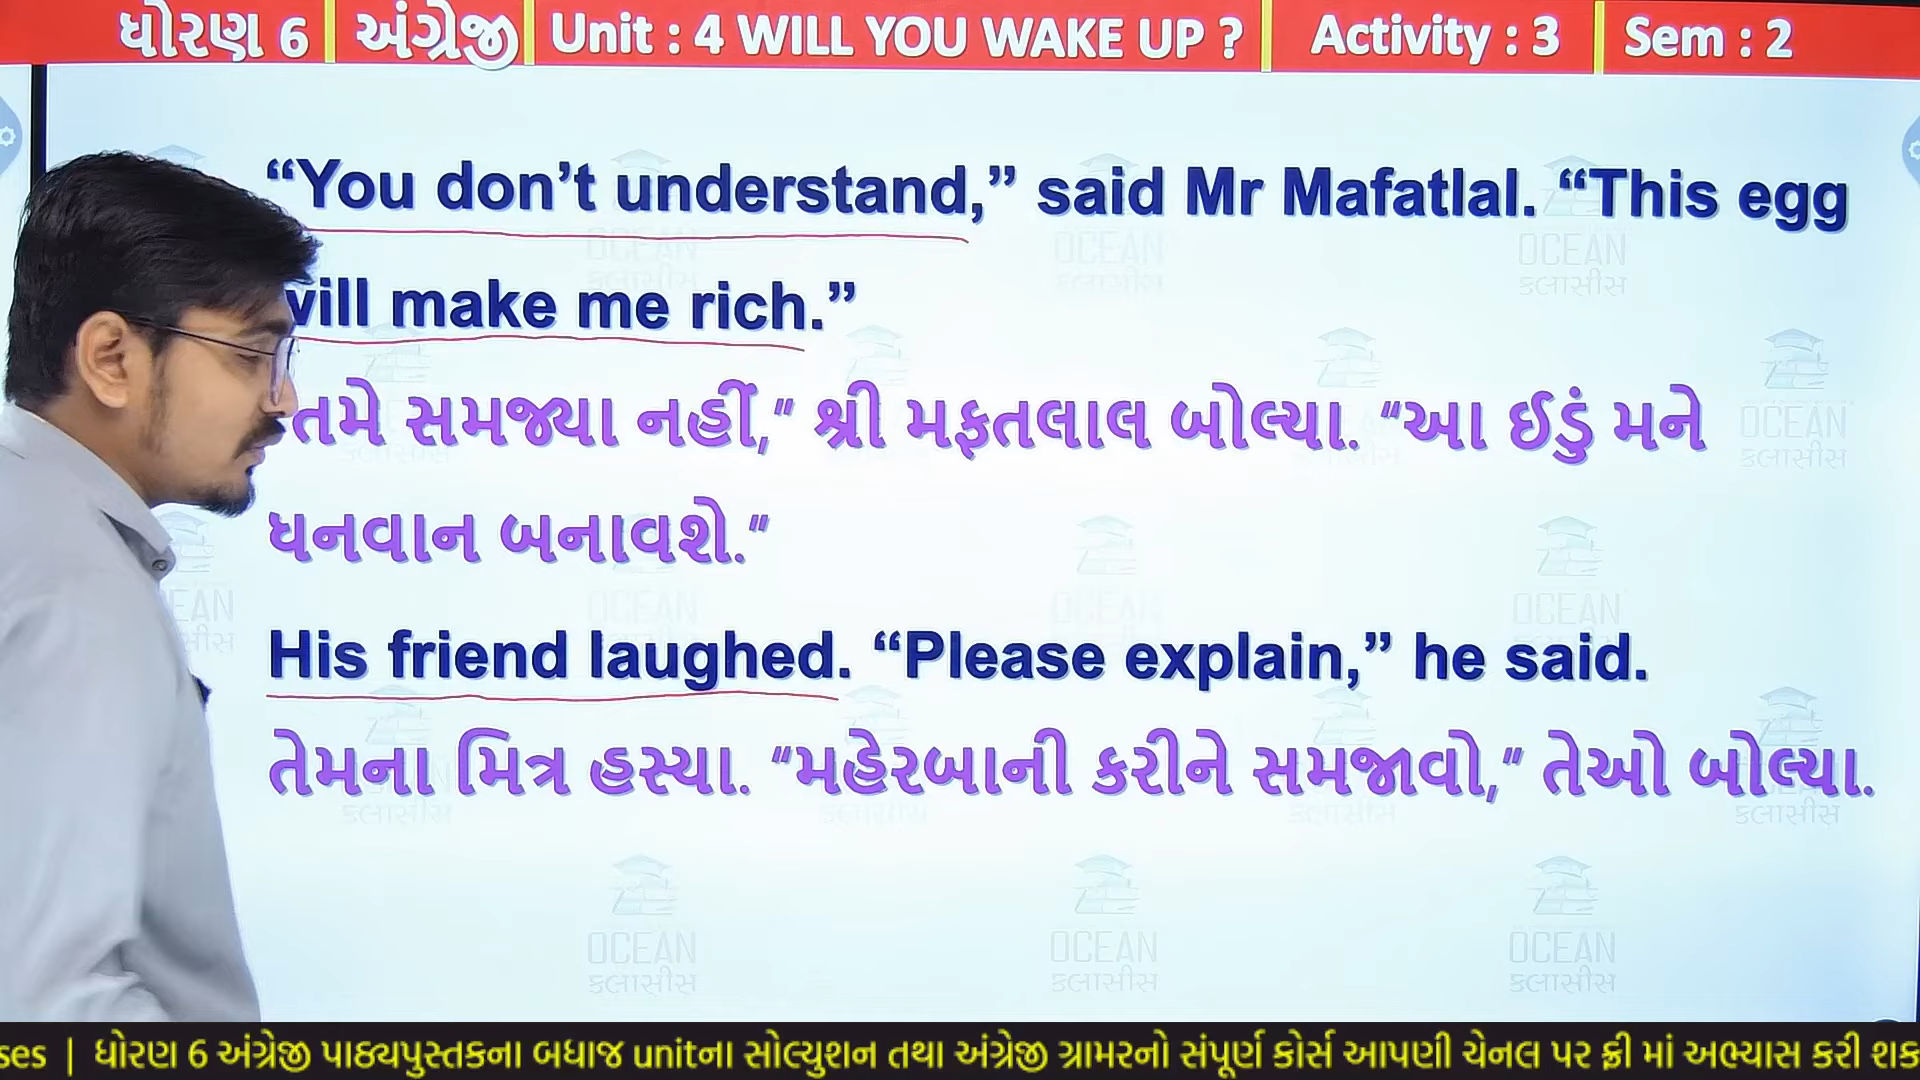 ધોરણ 6 અંગ્રેજી Unit : 4 WILL YOU WAKE UP ? Activity : 3 Sem : 2
“You don’t understand,” said Mr Mafatlal. “This egg
will make me rich.”
તમે સમજ્યા નહીં,” શ્રી મફતલાલ બોલ્યા. “આ ઈડું મને
ધનવાન બનાવશે.”
His friend laughed. “Please explain,” he said.
તેમના મિત્ર હસ્યા. “મહેરબાની કરીને સમજાવો,” તેઓ બોલ્યા.
OCEAN
કલાસીસ
ses | ધોરણ 6 અંગ્રેજી પાઠ્યપુસ્તકના બધાજ unitના સોલ્યુશન તથા અંગ્રેજી ગ્રામરનો સંપૂર્ણ કોર્સ આપણી ચેનલ પર ફ્રી માં અભ્યાસ કરી શક